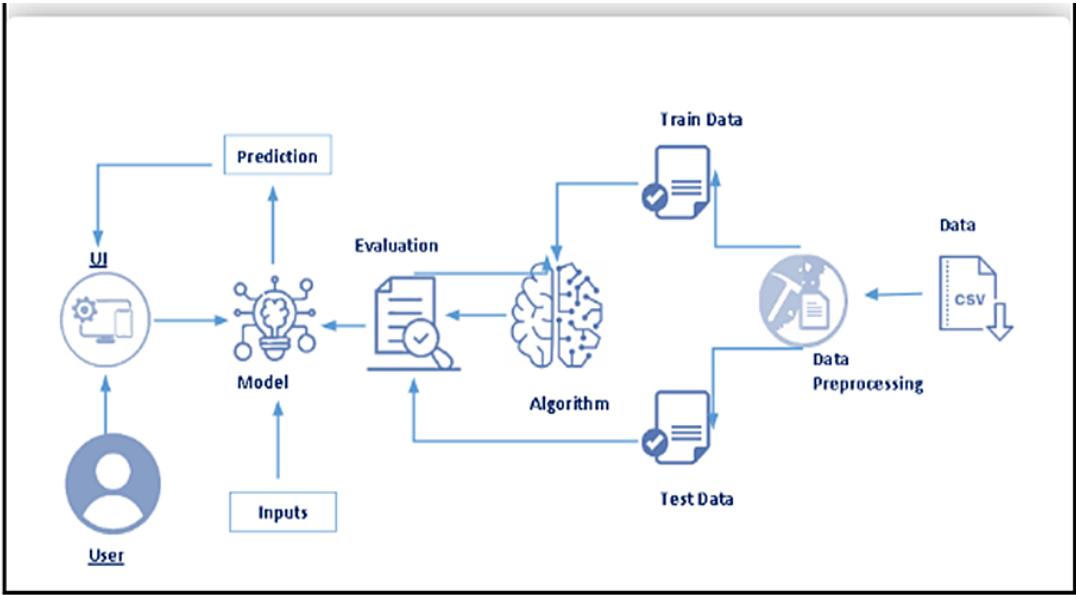 Train Data
Prediction
Data
Evaluation
UI
CSV
Data
Preprocessing
Model
Algorithm
Test Data
Inputs
User